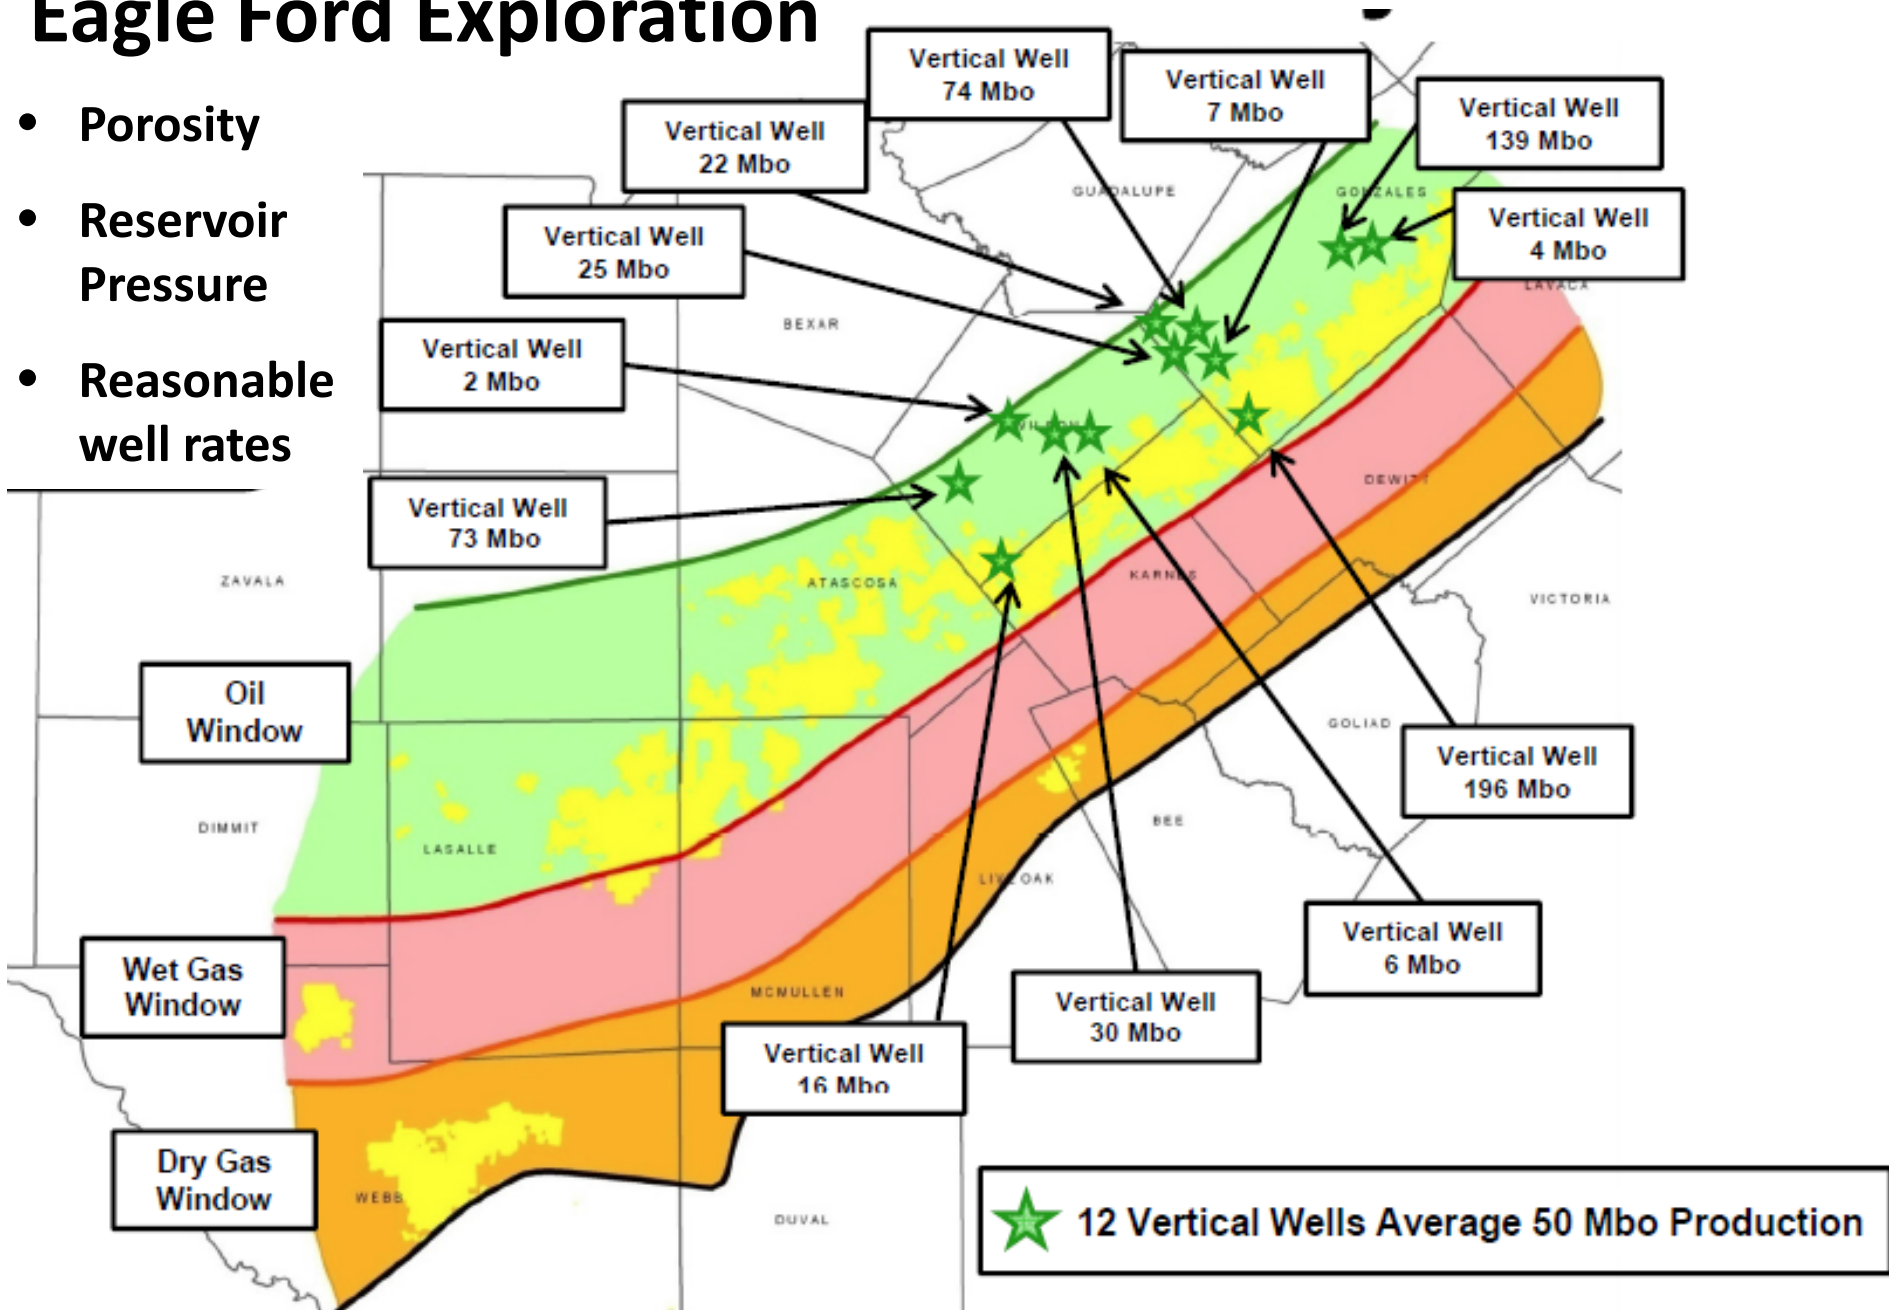 Eagle Ford Exploration
• Porosity
• Reservoir
Pressure
• Reasonable
well rates
Vertical Well
74 Mbo
Vertical Well
7 Mbo
Vertical Well
139 Mbo
Vertical Well
22 Mbo
Vertical Well
4 Mbo
Vertical Well
25 Mbo
Vertical Well
2 Mbo
Vertical Well
73 Mbo
GUADALUPE
GONZALES
LAVACA
BEXAR
DEWITT
ZAVALA
ATASCOSA
KARNES
VICTORIA
Oil
Window
GOLIAD
Vertical Well
196 Mbo
DIMMIT
LASALLE
BEE
LIVE OAK
Vertical Well
6 Mbo
Wet Gas
Window
MCMULLEN
Vertical Well
30 Mbo
Vertical Well
16 Mbo
Dry Gas
Window
WEBB
DUVAL
12 Vertical Wells Average 50 Mbo Production